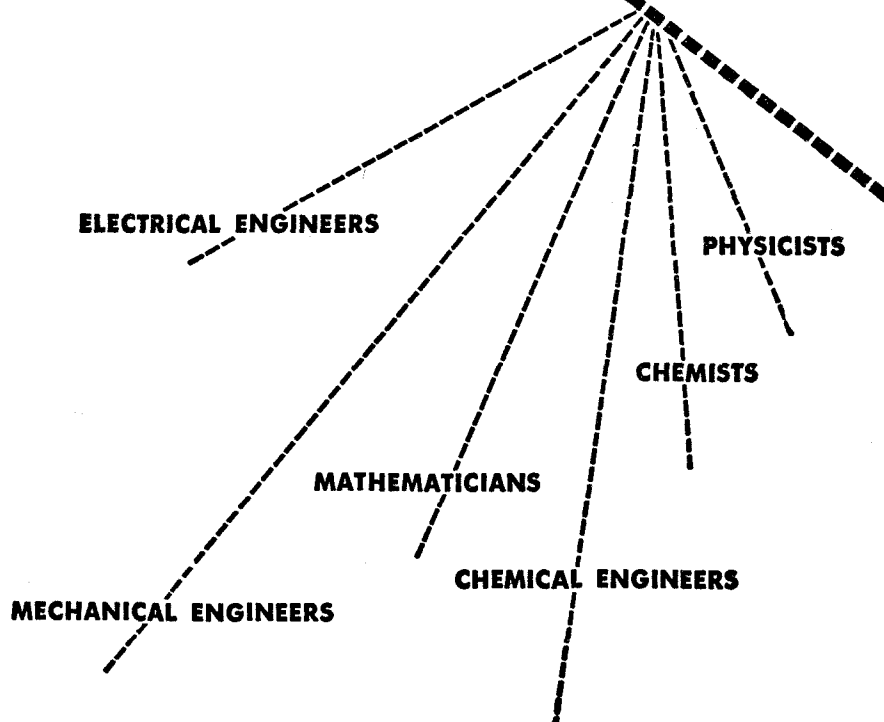 ELECTRICAL ENGINEERS
PHYSICISTS
CHEMISTS
MATHEMATICIANS
CHEMICAL ENGINEERS
MECHANICAL ENGINEERS